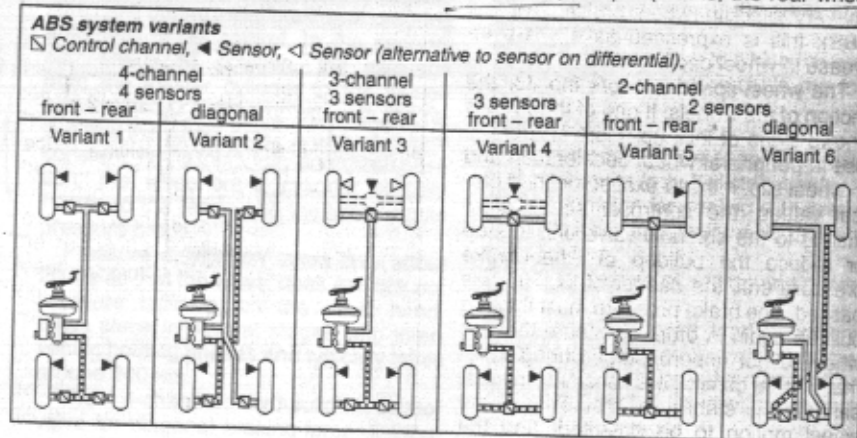 ABS system variants
Control channel, ◀ Sensor, ◁ Sensor (alternative to sensor on differential).
4-channel 3-channel 2-channel
4 sensors 3 sensors 3 sensors 2 sensors
front – rear diagonal front – rear front – rear front – rear diagonal
Variant 1 Variant 2 Variant 3 Variant 4 Variant 5 Variant 6